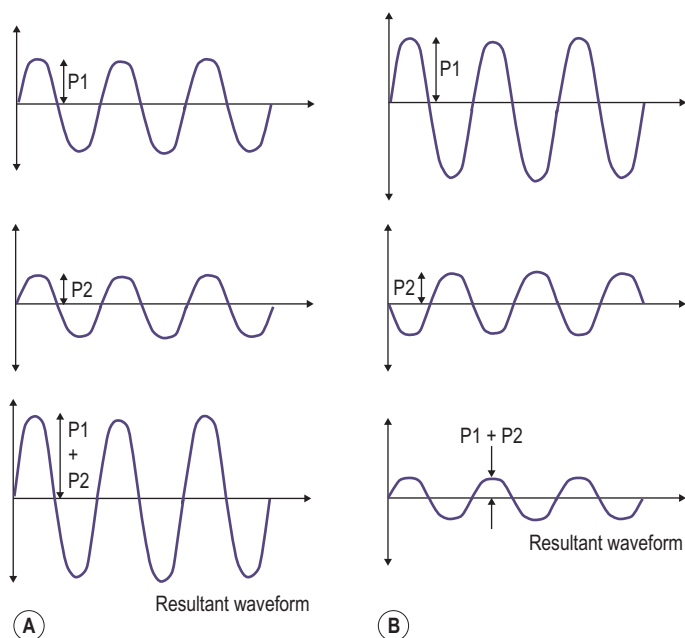 P1
P2
P1
+
P2
Resultant waveform
A
P1
P2
P1 + P2
Resultant waveform
B